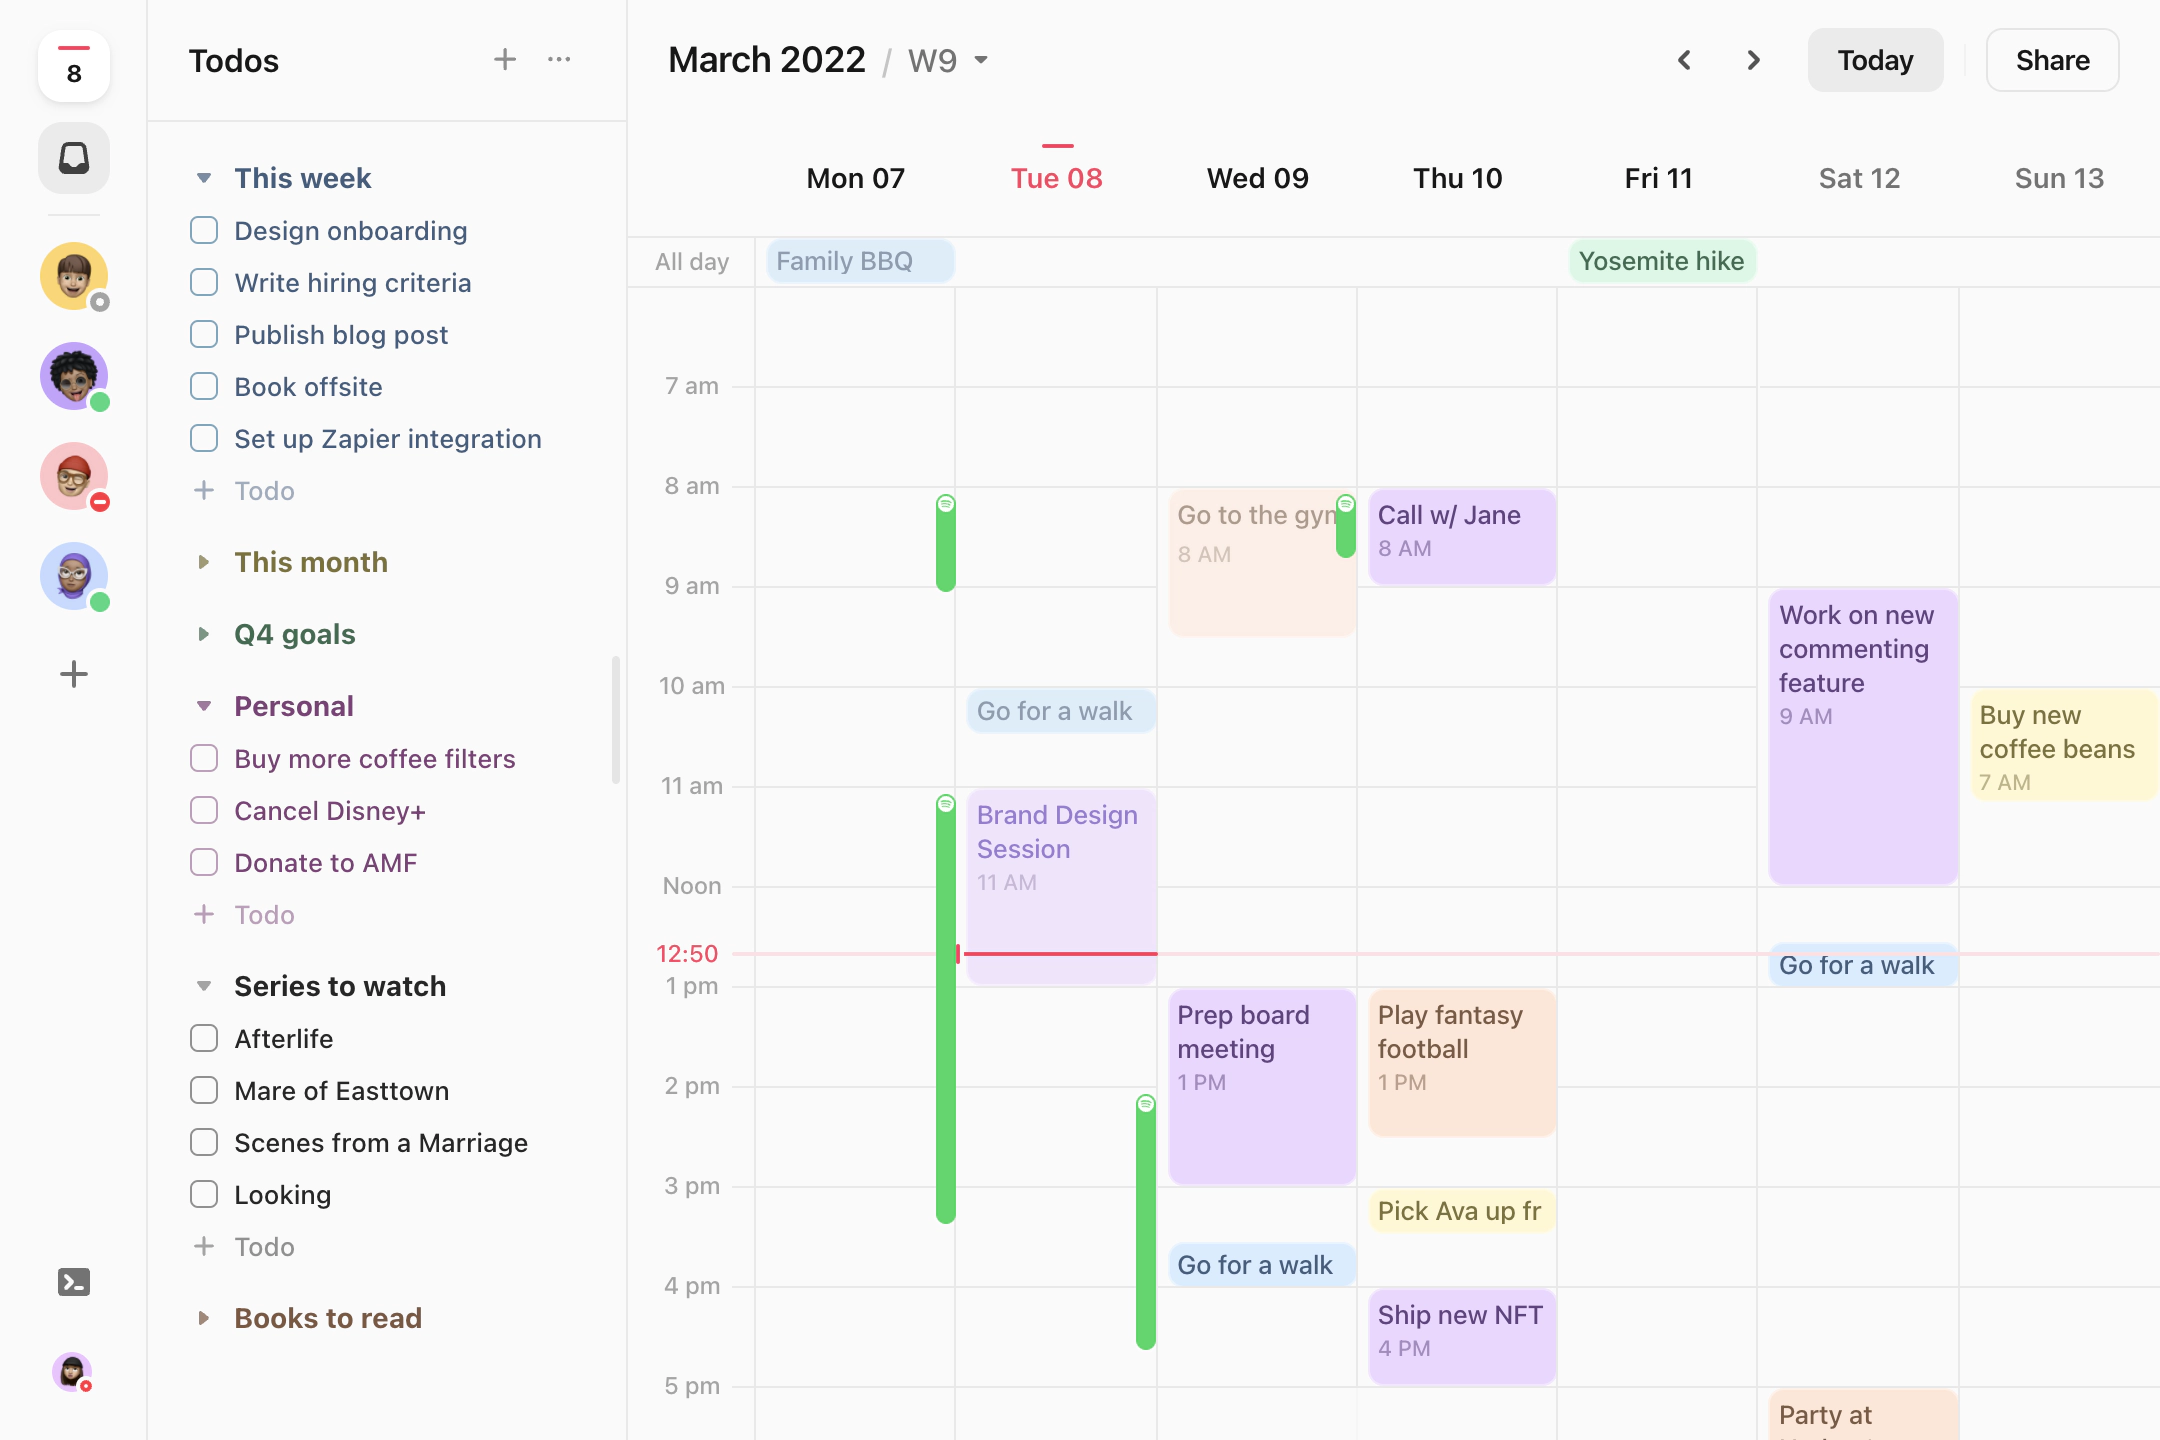 8
Todos
This week
Design onboarding
Write hiring criteria
Publish blog post
Book offsite
Set up Zapier integration
Todo
This month
Q4 goals
Personal
Buy more coffee filters
Cancel Disney+
Donate to AMF
Todo
Series to watch
Afterlife
Mare of Easttown
Scenes from a Marriage
Looking
Todo
Books to read
March 2022 / W9
Today
Share
Mon 07
Tue 08
Wed 09
Thu 10
Fri 11
Sat 12
Sun 13
All day
Family BBQ
Yosemite hike
7 am
8 am
9 am
10 am
11 am
Noon
12:50
1 pm
2 pm
3 pm
4 pm
5 pm
Go for a walk
Brand Design
Session
11 AM
Go to the gym
8 AM
Prep board
meeting
1 PM
Go for a walk
Call w/ Jane
8 AM
Play fantasy
football
1 PM
Pick Ava up fr
Ship new NFT
4 PM
Work on new
commenting
feature
9 AM
Go for a walk
Party at
Buy new
coffee beans
7 AM